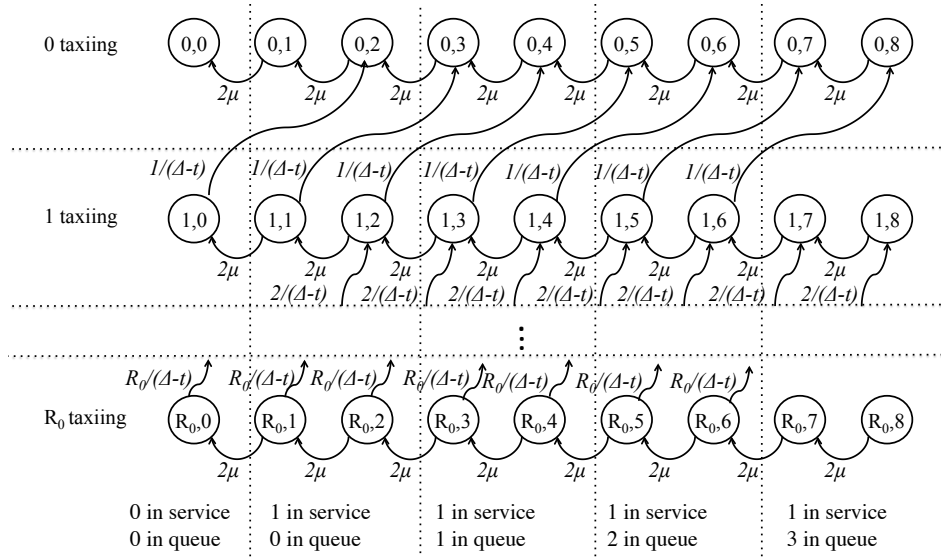 0 taxiing
0,0 0,1 0,2 0,3 0,4 0,5 0,6 0,7 0,8
2μ 2μ 2μ 2μ 2μ 2μ 2μ 2μ
1/(Δ-t) 1/(Δ-t) 1/(Δ-t) 1/(Δ-t) 1/(Δ-t) 1/(Δ-t) 1/(Δ-t)
1 taxiing
1,0 1,1 1,2 1,3 1,4 1,5 1,6 1,7 1,8
2μ 2μ 2μ 2μ 2μ 2μ 2μ 2μ
2/(Δ-t) 2/(Δ-t) 2/(Δ-t) 2/(Δ-t) 2/(Δ-t) 2/(Δ-t) 2/(Δ-t)
⋮
R₀/(Δ-t) R₀/(Δ-t) R₀/(Δ-t) R₀/(Δ-t) R₀/(Δ-t) R₀/(Δ-t) R₀/(Δ-t)
R₀ taxiing
R₀,0 R₀,1 R₀,2 R₀,3 R₀,4 R₀,5 R₀,6 R₀,7 R₀,8
2μ 2μ 2μ 2μ 2μ 2μ 2μ 2μ
0 in service 1 in service 1 in service 1 in service 1 in service
0 in queue 0 in queue 1 in queue 2 in queue 3 in queue